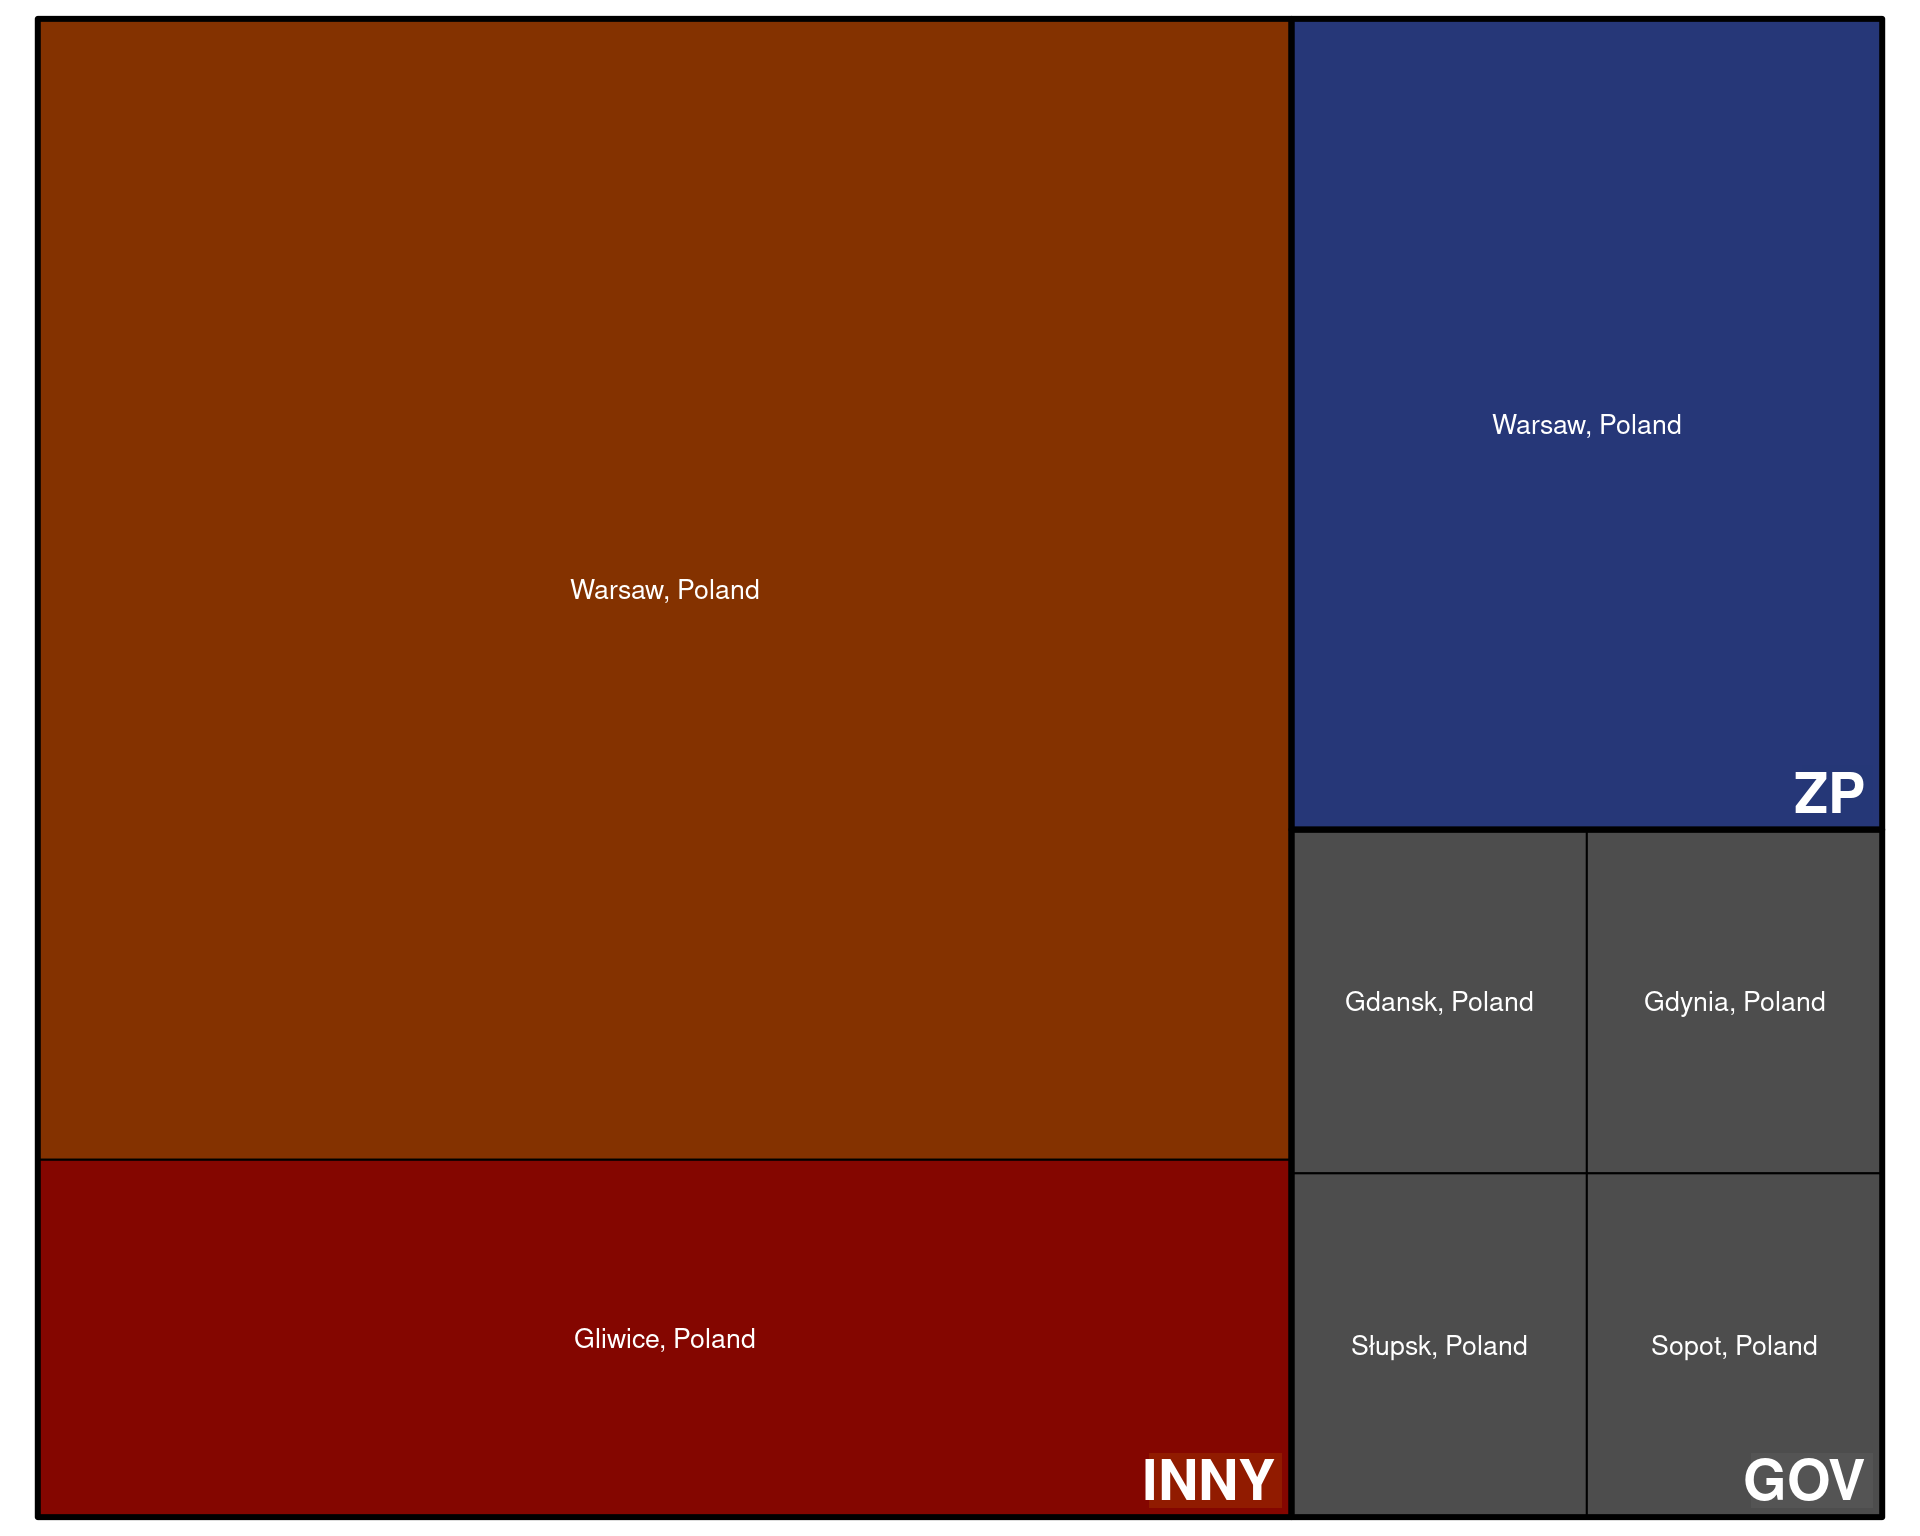 Warsaw, Poland
Gliwice, Poland
INNY
Warsaw, Poland
ZP
Gdansk, Poland
Gdynia, Poland
Słupsk, Poland
Sopot, Poland
GOV